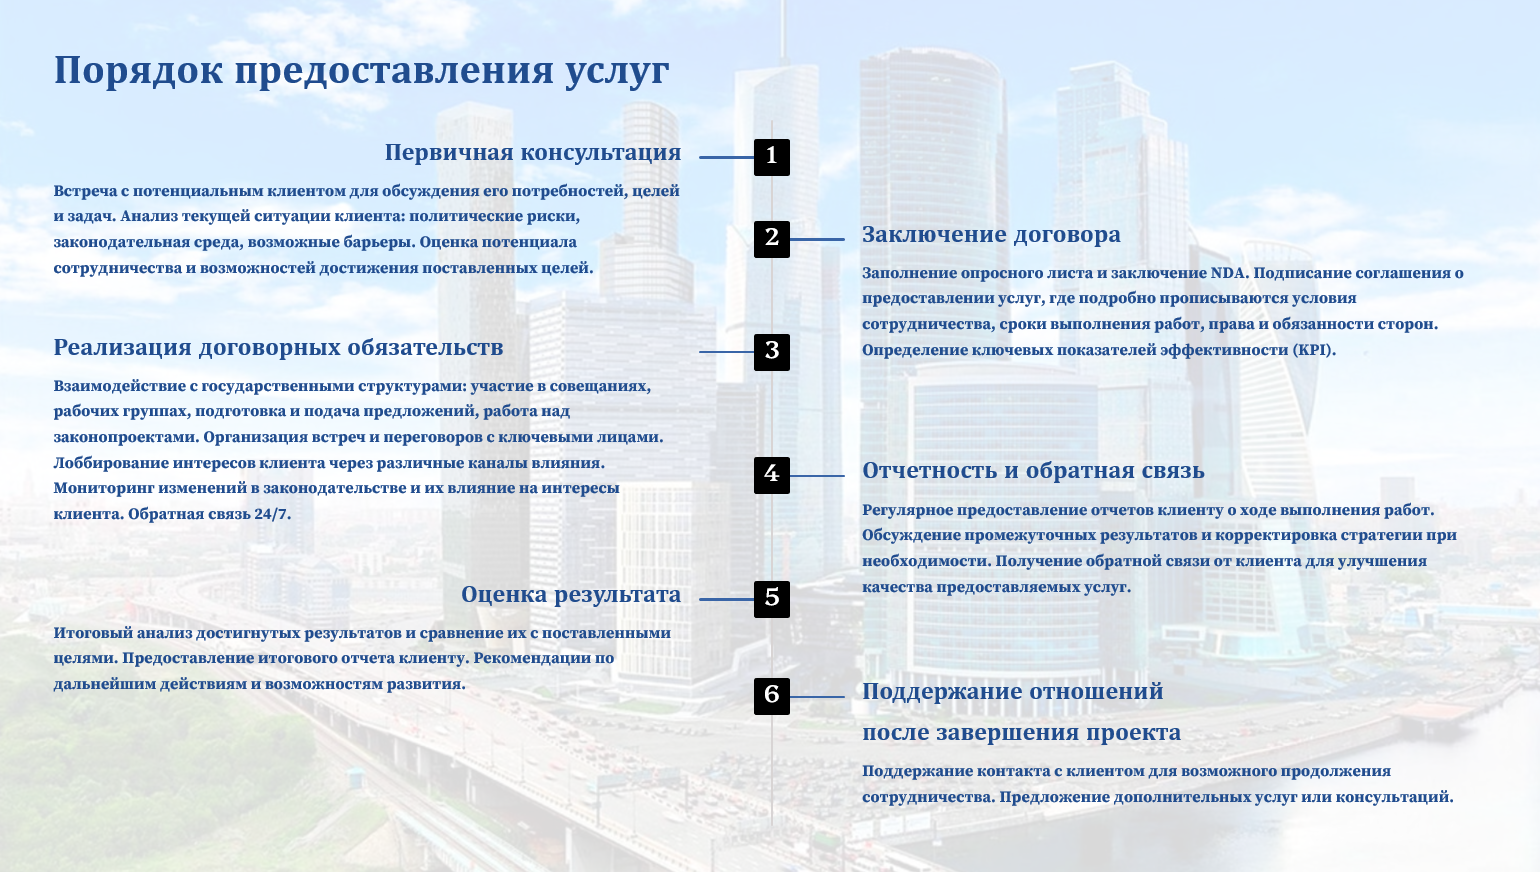 Порядок предоставления услуг
Первичная консультация
1
Встреча с потенциальным клиентом для обсуждения его потребностей, целей
и задач. Анализ текущей ситуации клиента: политические риски,
законодательная среда, возможные барьеры. Оценка потенциала
сотрудничества и возможностей достижения поставленных целей.
2
Заключение договора
Заполнение опросного листа и заключение NDA. Подписание соглашения о
предоставлении услуг, где подробно прописываются условия
сотрудничества, сроки выполнения работ, права и обязанности сторон.
Определение ключевых показателей эффективности (KPI).
Реализация договорных обязательств
3
Взаимодействие с государственными структурами: участие в совещаниях,
рабочих группах, подготовка и подача предложений, работа над
законопроектами. Организация встреч и переговоров с ключевыми лицами.
Лоббирование интересов клиента через различные каналы влияния.
Мониторинг изменений в законодательстве и их влияние на интересы
клиента. Обратная связь 24/7.
4
Отчетность и обратная связь
Регулярное предоставление отчетов клиенту о ходе выполнения работ.
Обсуждение промежуточных результатов и корректировка стратегии при
необходимости. Получение обратной связи от клиента для улучшения
качества предоставляемых услуг.
Оценка результата
5
Итоговый анализ достигнутых результатов и сравнение их с поставленными
целями. Предоставление итогового отчета клиенту. Рекомендации по
дальнейшим действиям и возможностям развития.
6
Поддержание отношений
после завершения проекта
Поддержание контакта с клиентом для возможного продолжения
сотрудничества. Предложение дополнительных услуг или консультаций.